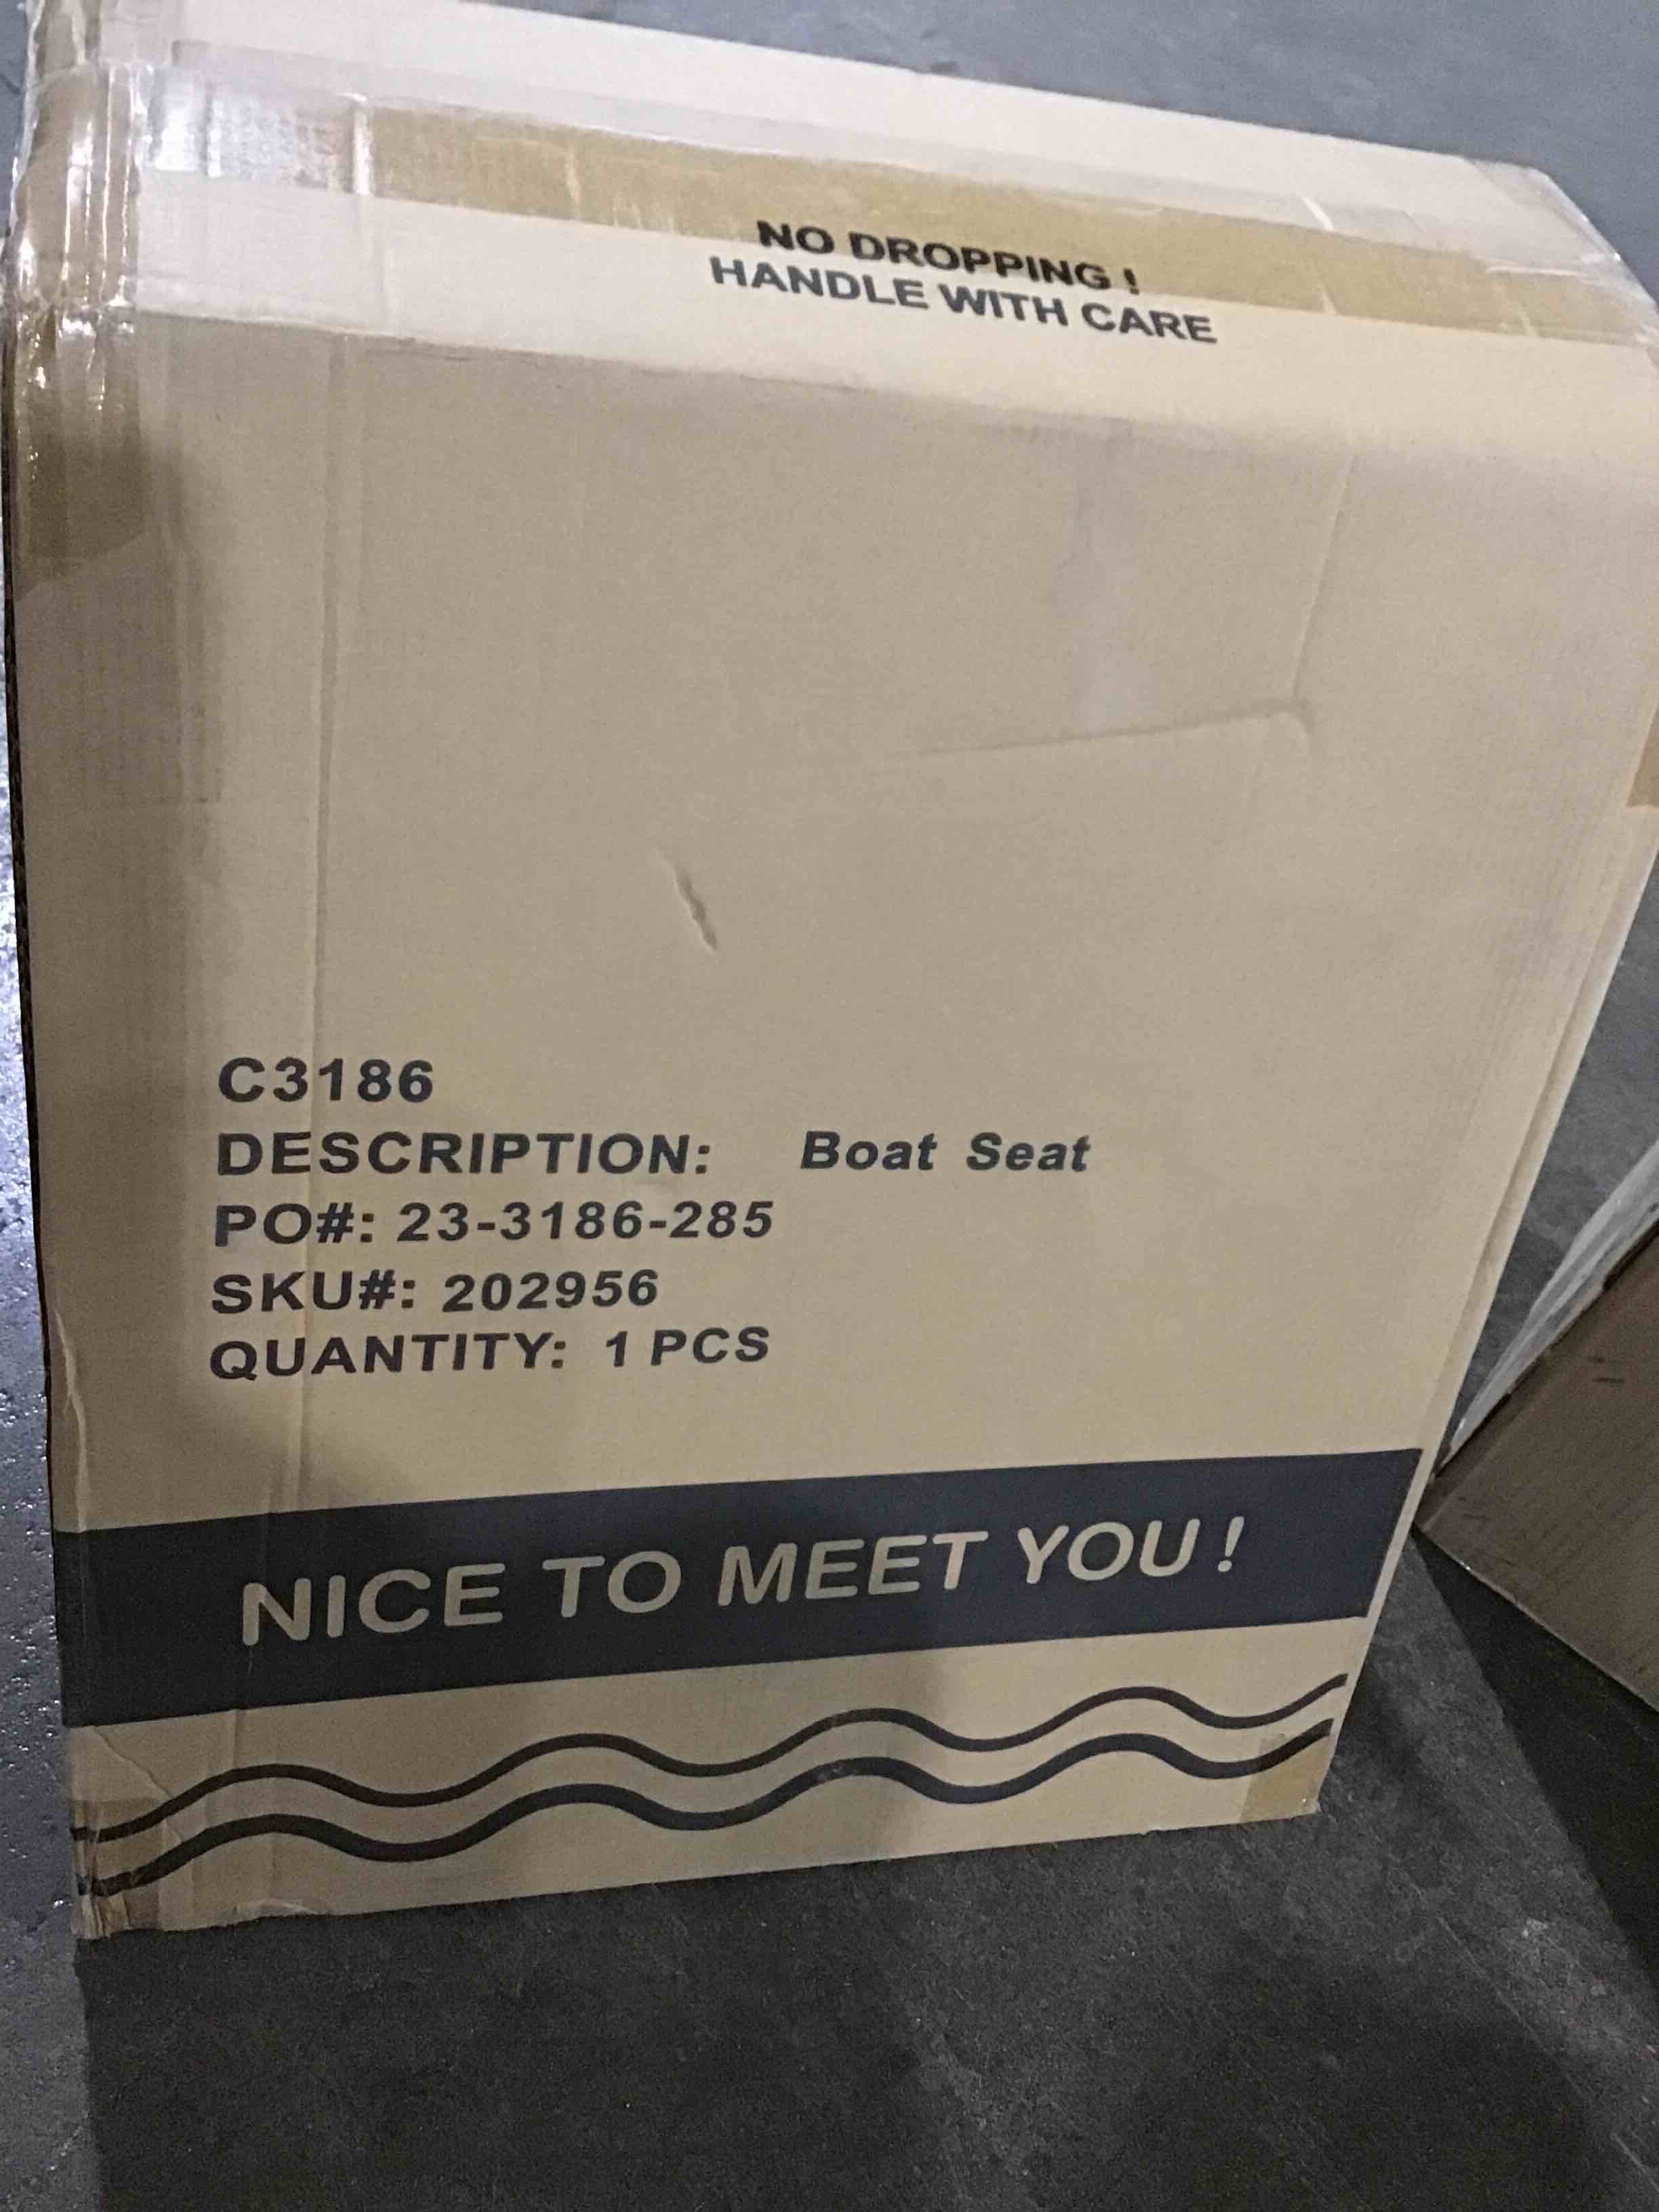 NO DROPPING !
HANDLE WITH CARE
C3186
DESCRIPTION: Boat Seat
PO#: 23-3186-285
SKU#: 202956
QUANTITY: 1 PCS
NICE TO MEET YOU !